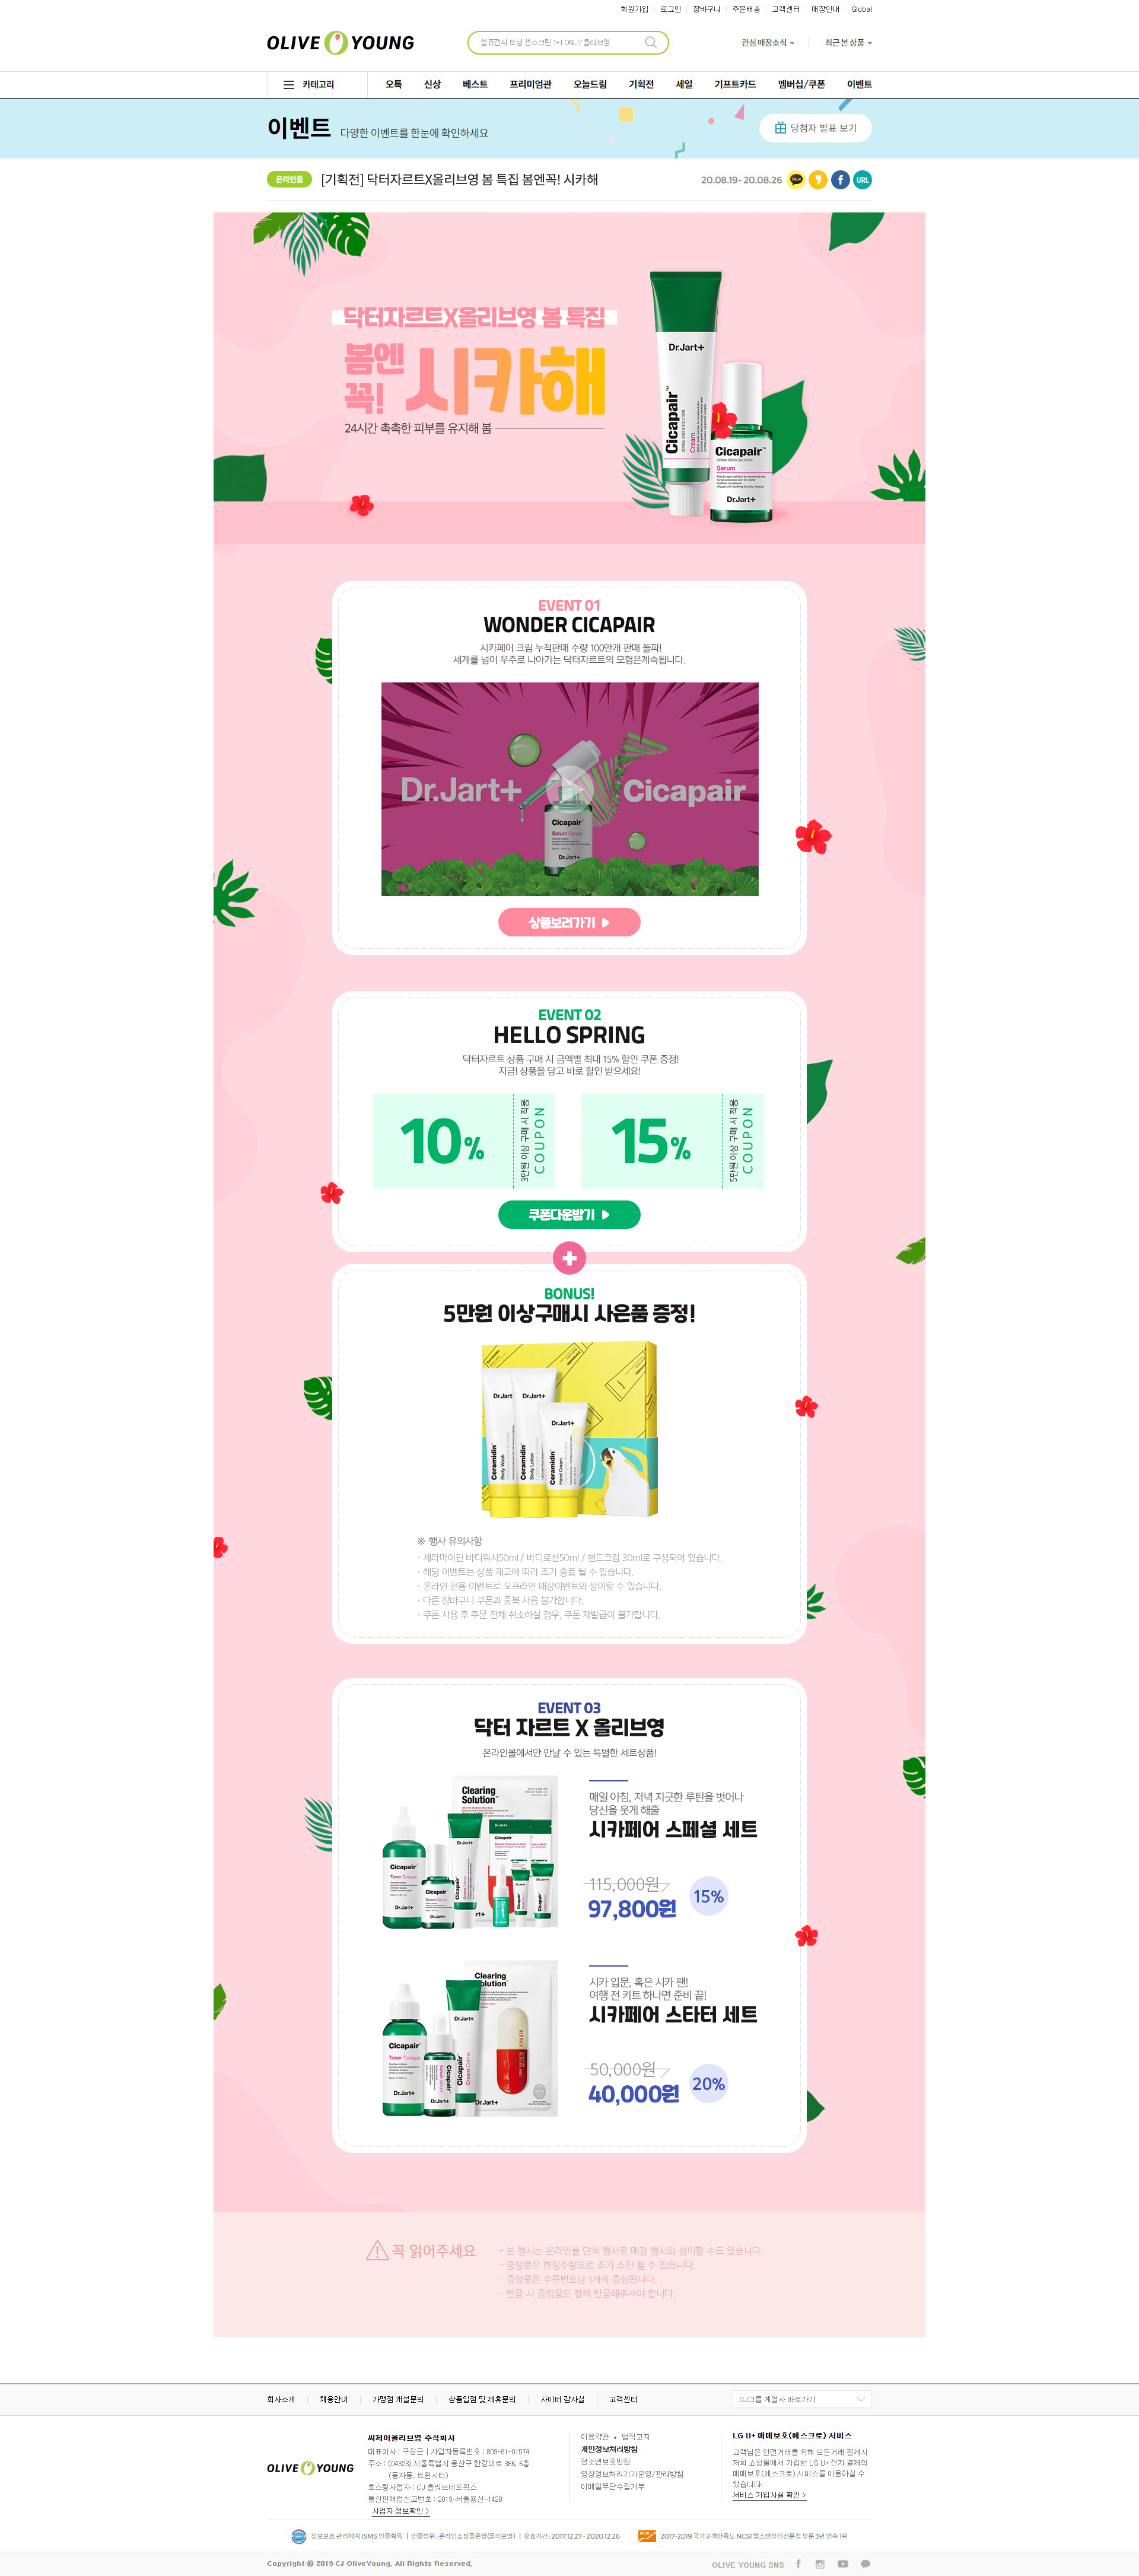 회원가입 로그인 장바구니 주문배송 고객센터 매장안내 Global
OLIVE YOUNG
셀퓨전씨 토닝 썬스크린 1+1 ONLY 올리브영
관심 매장소식 최근 본 상품
카테고리 오특 신상 베스트 프리미엄관 오늘드림 기획전 세일 기프트카드 멤버십/쿠폰 이벤트
이벤트 다양한 이벤트를 한눈에 확인하세요
당첨자 발표 보기
온라인몰 [기획전] 닥터자르트X올리브영 봄 특집 봄엔꼭! 시카해
20.08.19- 20.08.26 URL
닥터자르트X올리브영 봄 특집
봄엔
꼭! 시카해
24시간 촉촉한 피부를 유지해 봄
Dr.Jart+
Cicapair™
Cream
Cicapair™
Serum
Dr.Jart+
EVENT 01
WONDER CICAPAIR
시카페어 크림 누적판매 수량 100만개 판매 돌파!
세계를 넘어 우주로 나아가는 닥터자르트의 모험은계속됩니다.
Dr.Jart+ Cicapair
Cicapair
Serum Sérum
Dr.Jart+
상품보러가기
EVENT 02
HELLO SPRING
닥터자르트 상품 구매 시 금액별 최대 15% 할인 쿠폰 증정!
지금! 상품을 담고 바로 할인 받으세요!
10%
3만원 이상 구매 시 적용
COUPON
15%
5만원 이상 구매 시 적용
COUPON
쿠폰다운받기
BONUS!
5만원 이상구매시 사은품 증정!
Dr.Jart Dr.Jart+
Dr.Jart+
Ceramidin
Body Wash
Ceramidin
Body Lotion
Ceramidin
Hand Cream
※ 행사 유의사항
· 세라마이딘 바디워시50ml / 바디로션50ml / 핸드크림 30ml로 구성되어 있습니다.
· 해당 이벤트는 상품 재고에 따라 조기 종료 될 수 있습니다.
· 온라인 전용 이벤트로 오프라인 매장이벤트와 상이할 수 있습니다.
· 다른 장바구니 쿠폰과 중복 사용 불가합니다.
· 쿠폰 사용 후 주문 전체 취소하실 경우, 쿠폰 재발급이 불가합니다.
EVENT 03
닥터 자르트 X 올리브영
온라인몰에서만 만날 수 있는 특별한 세트상품!
Clearing
Solution™
Dr.Jart+
Cicapair
Toner Tonique
Cicapair
Serum Sérum
Dr.Jart+
Dr.Jart+
매일 아침, 저녁 지긋한 루틴을 벗어나
당신을 웃게 해줄
시카페어 스페셜 세트
115,000원
97,800원 15%
Clearing
olution™
Dr.Jart+
Cicapair
Toner Tonique
Cicapair
Cream Crème
Dr.Jart+
Dr.Jart+
시카 입문, 혹은 시카 팬!
여행 전 키트 하나면 준비 끝!
시카페어 스타터 세트
50,000원
40,000원 20%
꼭 읽어주세요
- 본 행사는 온라인몰 단독 행사로 매장 행사와 상이할 수도 있습니다.
- 증정품은 한정수량으로 조기 소진 될 수 있습니다.
- 증정품은 주문번호당 1개씩 증정됩니다.
- 반품 시 증정품도 함께 반품해주셔야 합니다.
회사소개 채용안내 가맹점 개설문의 상품입점 및 제휴문의 사이버 감사실 고객센터
CJ그룹 계열사 바로가기
OLIVE YOUNG
씨제이올리브영 주식회사
대표이사 : 구창근 | 사업자등록번호 : 809-81-01574
주소 : (04323) 서울특별시 용산구 한강대로 366, 6층
(동자동, 트윈시티)
호스팅사업자 : CJ 올리브네트웍스
통신판매업신고번호 : 2019-서울용산-1428
사업자 정보확인 >
이용약관 • 법적고지
개인정보처리방침
청소년보호방침
영상정보처리기기운영/관리방침
이메일무단수집거부
LG U+ 매매보호(에스크로) 서비스
고객님은 안전거래를 위해 모든거래 결제시
저희 쇼핑몰에서 가입한 LG U+ 전자 결제의
매매보호(에스크로) 서비스를 이용하실 수
있습니다.
서비스 가입사실 확인 >
정보보호 관리체계 ISMS 인증획득 | 인증범위 : 온라인쇼핑몰운영(올리브영) | 유효기간 : 2017.12.27 - 2020.12.26
2017-2019 국가고객만족도 NCSI 헬스앤뷰티전문점 부문 3년 연속 1위
Copyright © 2019 CJ OliveYoung. All Rights Reserved.
OLIVE YOUNG SNS